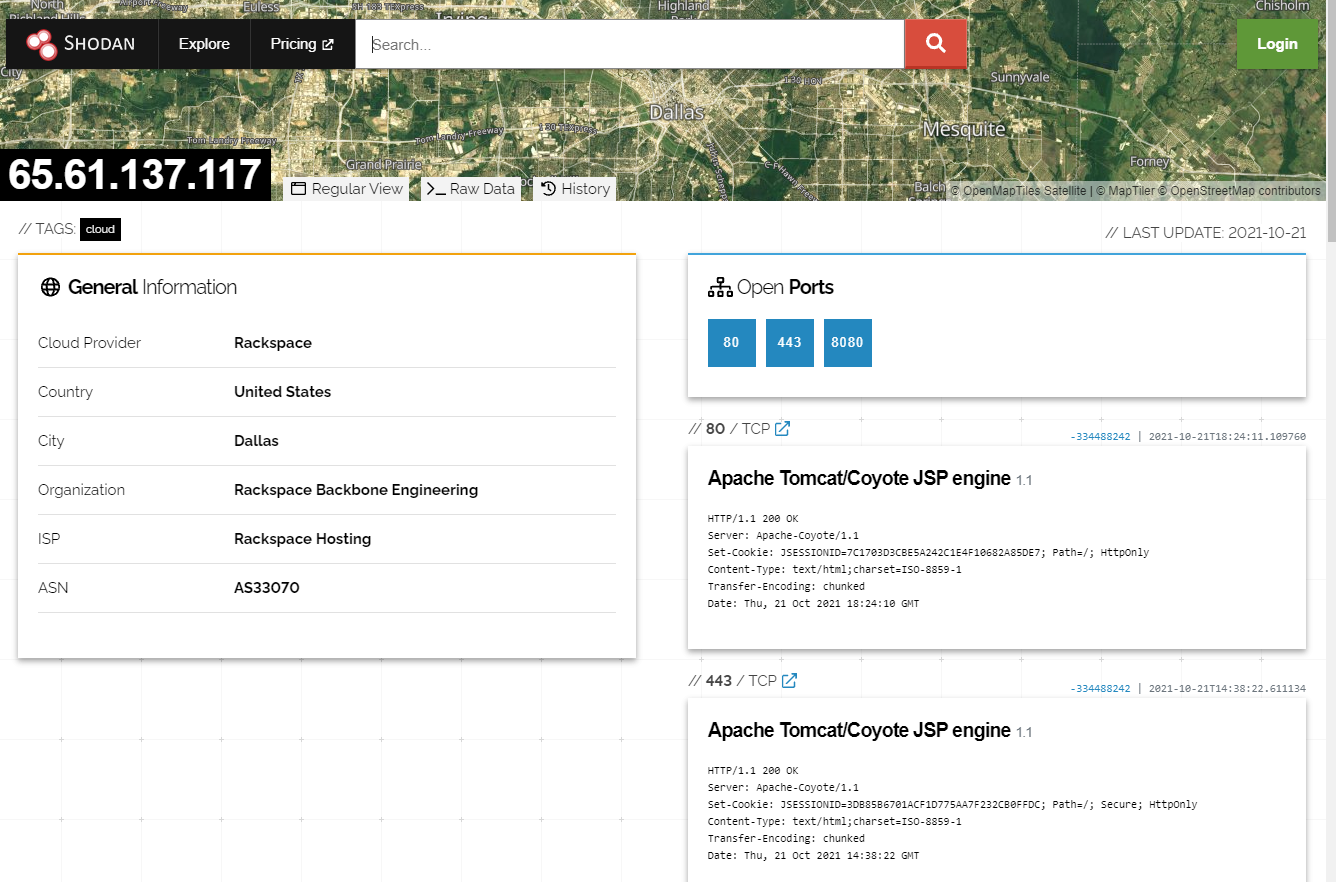 North
Euless
Irving
Highland
Chisholm
SHODAN
Explore
Pricing
Search...
Login
City
Sunnyvale
Dallas
Mesquite
Tom Landry Freeway
Tom Landry Freeway
Grand Prairie
Forney
65.61.137.117
Regular View
Raw Data
History
Balch
© OpenMapTiles Satellite | © MapTiler © OpenStreetMap contributors
// TAGS: cloud
// LAST UPDATE: 2021-10-21
General Information
Cloud Provider Rackspace
Country United States
City Dallas
Organization Rackspace Backbone Engineering
ISP Rackspace Hosting
ASN AS33070
Open Ports
80 443 8080
// 80 / TCP
-334488242 | 2021-10-21T18:24:11.109760
Apache Tomcat/Coyote JSP engine 1.1
HTTP/1.1 200 OK
Server: Apache-Coyote/1.1
Set-Cookie: JSESSIONID=7C1703D3CBE5A242C1E4F10682A85DE7; Path=/; HttpOnly
Content-Type: text/html;charset=ISO-8859-1
Transfer-Encoding: chunked
Date: Thu, 21 Oct 2021 18:24:10 GMT
// 443 / TCP
-334488242 | 2021-10-21T14:38:22.611134
Apache Tomcat/Coyote JSP engine 1.1
HTTP/1.1 200 OK
Server: Apache-Coyote/1.1
Set-Cookie: JSESSIONID=3DB85B6701ACF1D775AA7F232CB0FFDC; Path=/; Secure; HttpOnly
Content-Type: text/html;charset=ISO-8859-1
Transfer-Encoding: chunked
Date: Thu, 21 Oct 2021 14:38:22 GMT